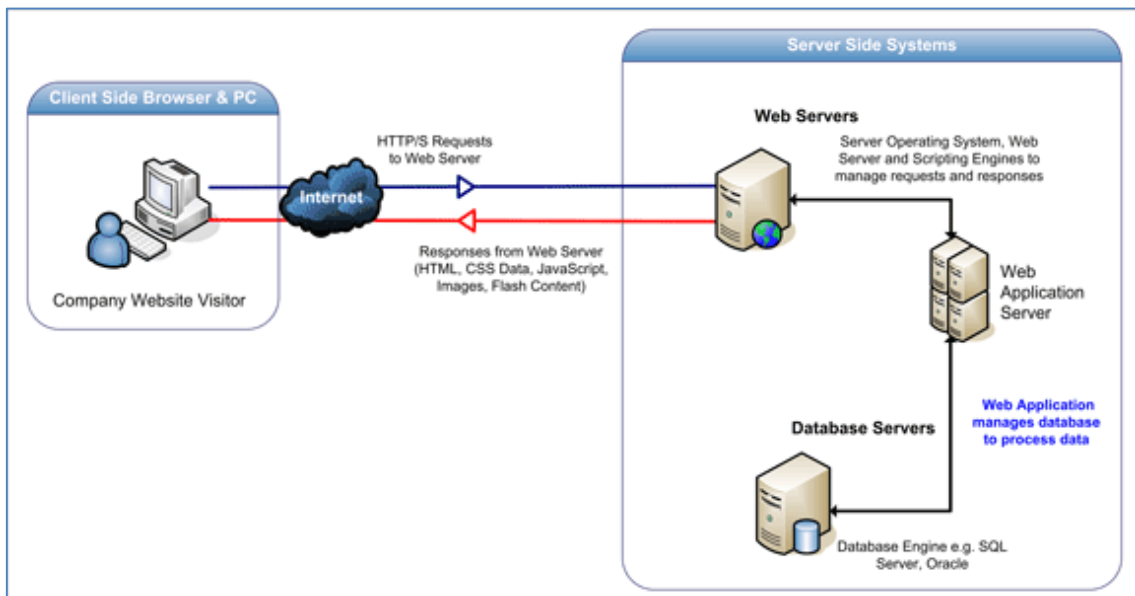 Server Side Systems
Client Side Browser & PC
HTTP/S Requests
to Web Server
Internet
Responses from Web Server
(HTML, CSS Data, JavaScript,
Images, Flash Content)
Company Website Visitor
Web Servers
Server Operating System, Web
Server and Scripting Engines to
manage requests and responses
Web
Application
Server
Web Application
manages database
to process data
Database Servers
Database Engine e.g. SQL
Server, Oracle